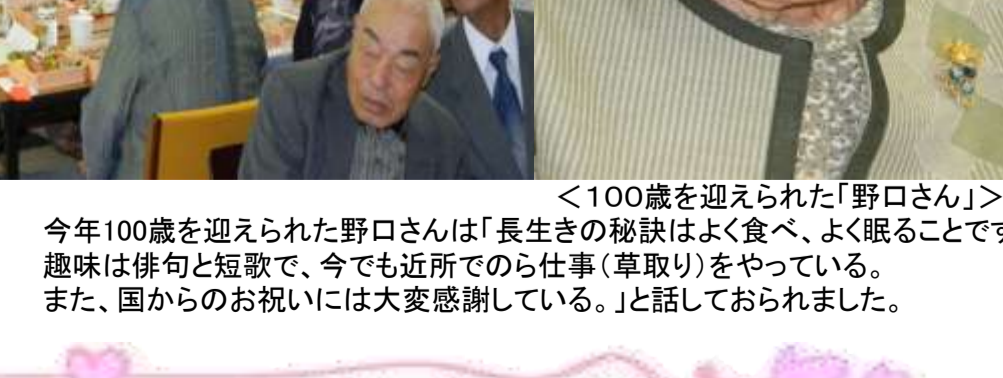 ＜１００歳を迎えられた「野口さん」＞
今年100歳を迎えられた野口さんは「長生きの秘訣はよく食べ、よく眠ることです
趣味は俳句と短歌で、今でも近所でのら仕事（草取り）をやっている。
また、国からのお祝いには大変感謝している。」と話しておられました。